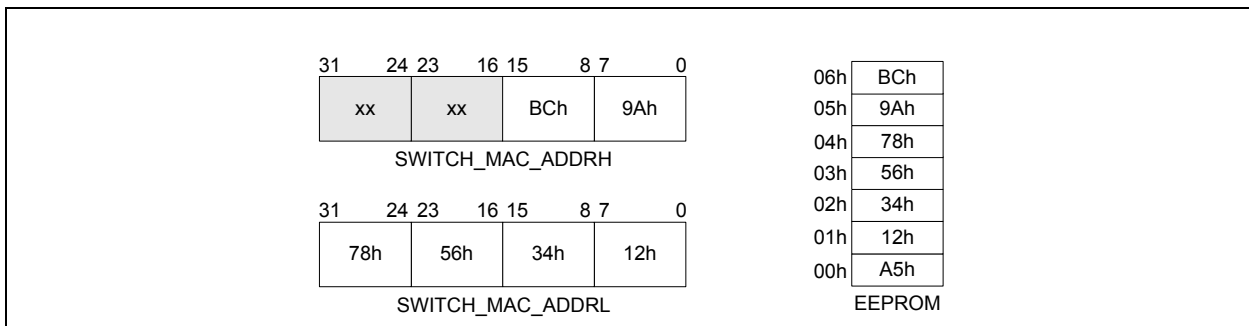 31 24 23 16 15 8 7 0
xx xx BCh 9Ah
SWITCH_MAC_ADDRH
31 24 23 16 15 8 7 0
78h 56h 34h 12h
SWITCH_MAC_ADDRL
06h BCh
05h 9Ah
04h 78h
03h 56h
02h 34h
01h 12h
00h A5h
EEPROM